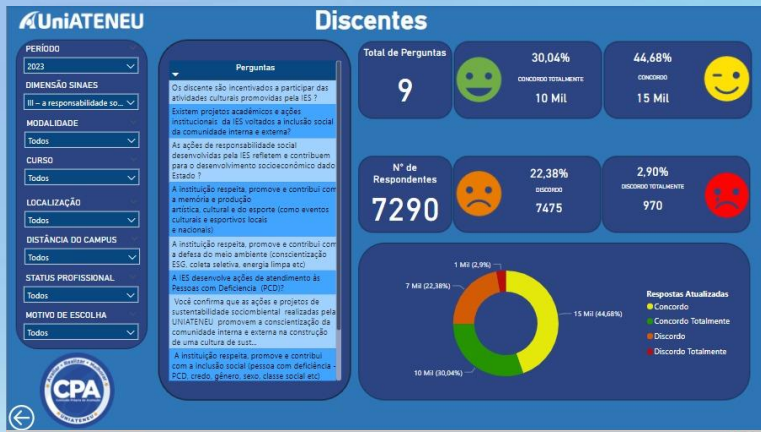 UniATENEU
Discentes
PERÍODO
2023
DIMENSÃO SINAES
III – a responsabilidade so...
MODALIDADE
Todos
CURSO
Todos
LOCALIZAÇÃO
Todos
DISTÂNCIA DO CAMPUS
Todos
STATUS PROFISSIONAL
Todos
MOTIVO DE ESCOLHA
Todos
CPA
UNIATENEU
Perguntas
Os discente são incentivados a participar das
atividades culturais promovidas pela IES ?
Existem projetos acadêmicos e ações
institucionais da IES voltados a inclusão social
da comunidade interna e externa?
As ações de responsabilidade social
desenvolvidas pela IES refletem e contribuem
para o desenvolvimento socioeconômico dado
Estado ?
A instituição respeita, promove e contribui com
a memória e produção
artística, cultural e do esporte (como eventos
culturais e esportivos locais
e nacionais)
A instituição respeita, promove e contribui com
a defesa do meio ambiente (conscientização
ESG, coleta seletiva, energia limpa etc)
A IES desenvolve ações de atendimento às
Pessoas com Deficiencia (PCD)?
Você confirma que as ações e projetos de
sustentabilidade sociombiental realizadas pela
UNIATENEU promovem a conscientização da
comunidade interna e externa na construção
de uma cultura de sust...
A instituição respeita, promove e contribui
com a inclusão social (pessoa com deficiência -
PCD, credo, gênero, sexo, classe social etc)
Total de Perguntas
9
30,04%
CONCORDO TOTALMENTE
10 Mil
44,68%
CONCORDO
15 Mil
N° de
Respondentes
7290
22,38%
DISCORDO
7475
2,90%
DISCORDO TOTALMENTE
970
1 Mil (2,9%)
7 Mil (22,38%)
15 Mil (44,68%)
10 Mil (30,04%)
Respostas Atualizadas
Concordo
Concordo Totalmente
Discordo
Discordo Totalmente